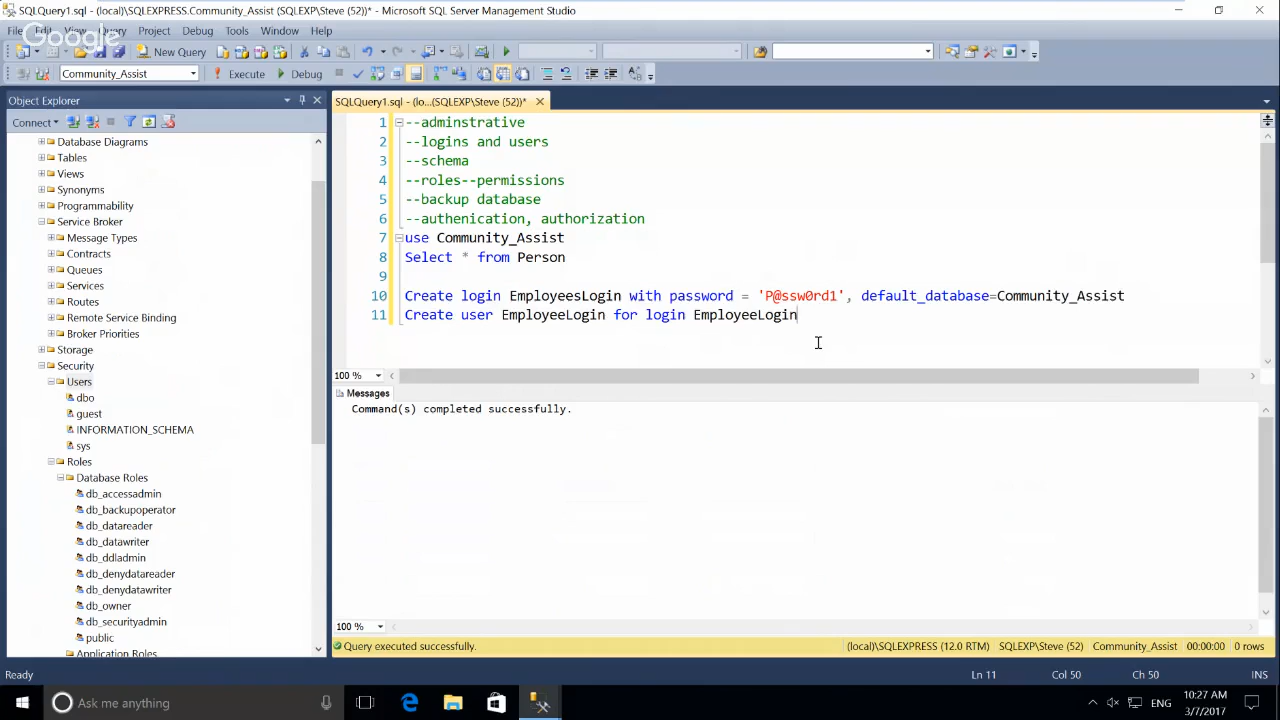 SQLQuery1.sql - (local)\SQLEXPRESS.Community_Assist (SQLEXP\Steve (52))* - Microsoft SQL Server Management Studio
File Edit View Query Project Debug Tools Window Help
Google
New Query
Community_Assist
Execute
Debug
Object Explorer
Connect
Database Diagrams
Tables
Views
Synonyms
Programmability
Service Broker
Message Types
Contracts
Queues
Services
Routes
Remote Service Binding
Broker Priorities
Storage
Security
Users
dbo
guest
INFORMATION_SCHEMA
sys
Roles
Database Roles
db_accessadmin
db_backupoperator
db_datareader
db_datawriter
db_ddladmin
db_denydatareader
db_denydatawriter
db_owner
db_securityadmin
public
Application Roles
SQLQuery1.sql - (lo...(SQLEXP\Steve (52))*
1 --adminstrative
2 --logins and users
3 --schema
4 --roles--permissions
5 --backup database
6 --authenication, authorization
7 use Community_Assist
8 Select * from Person
9
10 Create login EmployeesLogin with password = 'P@ssw0rd1', default_database=Community_Assist
11 Create user EmployeeLogin for login EmployeeLogin
100 %
Messages
Command(s) completed successfully.
100 %
Query executed successfully.
(local)\SQLEXPRESS (12.0 RTM) SQLEXP\Steve (52) Community_Assist 00:00:00 0 rows
Ready Ln 11 Col 50 Ch 50 INS
Ask me anything
ENG
10:27 AM
3/7/2017